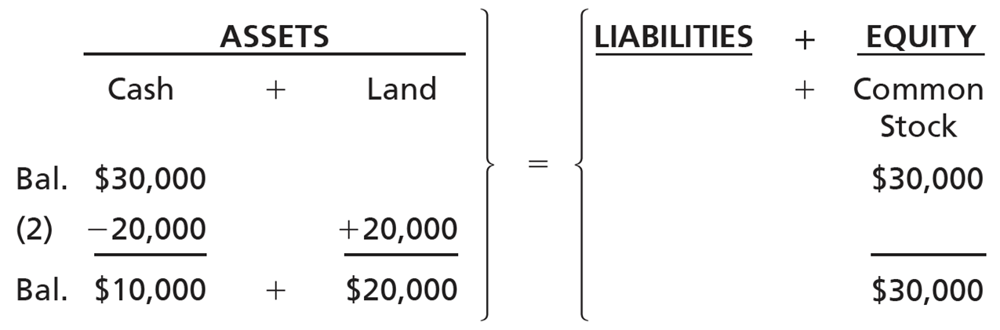 ASSETS LIABILITIES + EQUITY
Cash + Land + Common
Stock
Bal. $30,000 = $30,000
(2) −20,000 +20,000
Bal. $10,000 + $20,000 $30,000